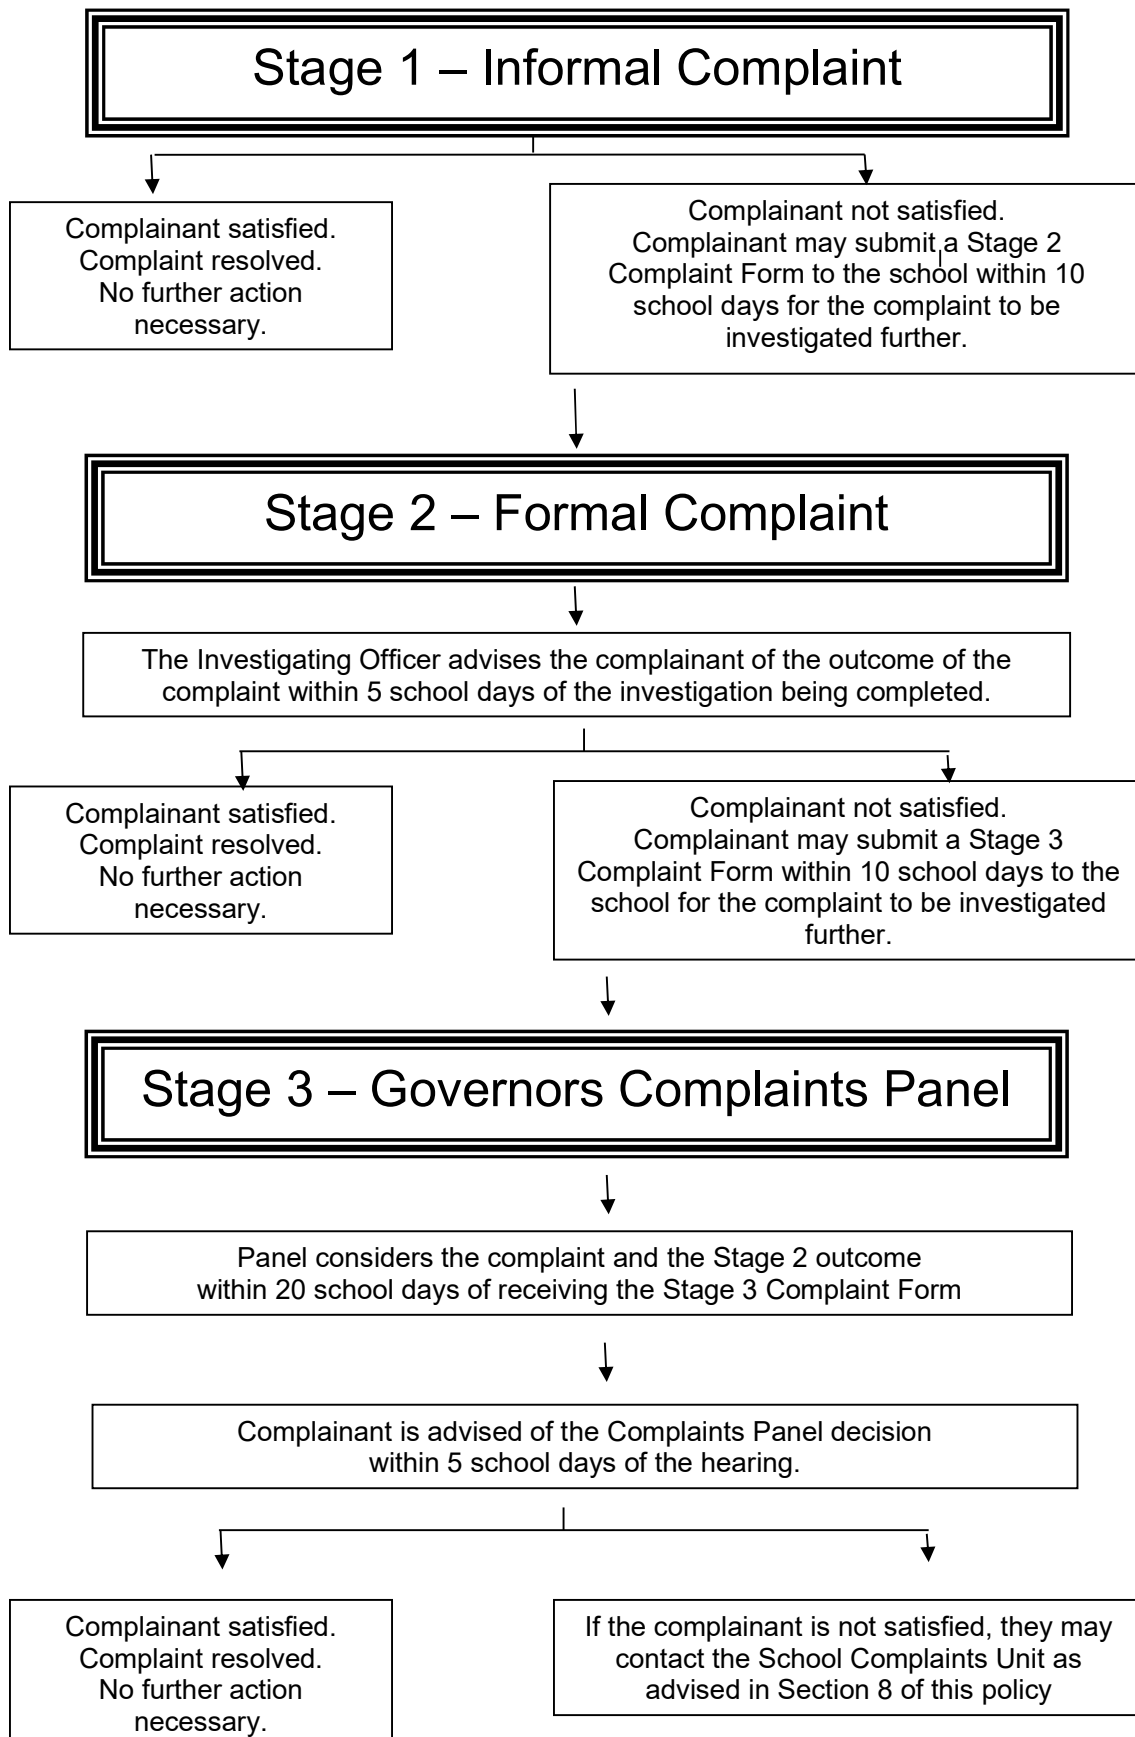 Stage 1 – Informal Complaint
Complainant satisfied.
Complaint resolved.
No further action
necessary.
Complainant not satisfied.
Complainant may submit a Stage 2
Complaint Form to the school within 10
school days for the complaint to be
investigated further.
Stage 2 – Formal Complaint
The Investigating Officer advises the complainant of the outcome of the
complaint within 5 school days of the investigation being completed.
Complainant satisfied.
Complaint resolved.
No further action
necessary.
Complainant not satisfied.
Complainant may submit a Stage 3
Complaint Form within 10 school days to the
school for the complaint to be investigated
further.
Stage 3 – Governors Complaints Panel
Panel considers the complaint and the Stage 2 outcome
within 20 school days of receiving the Stage 3 Complaint Form
Complainant is advised of the Complaints Panel decision
within 5 school days of the hearing.
Complainant satisfied.
Complaint resolved.
No further action
necessary.
If the complainant is not satisfied, they may
contact the School Complaints Unit as
advised in Section 8 of this policy